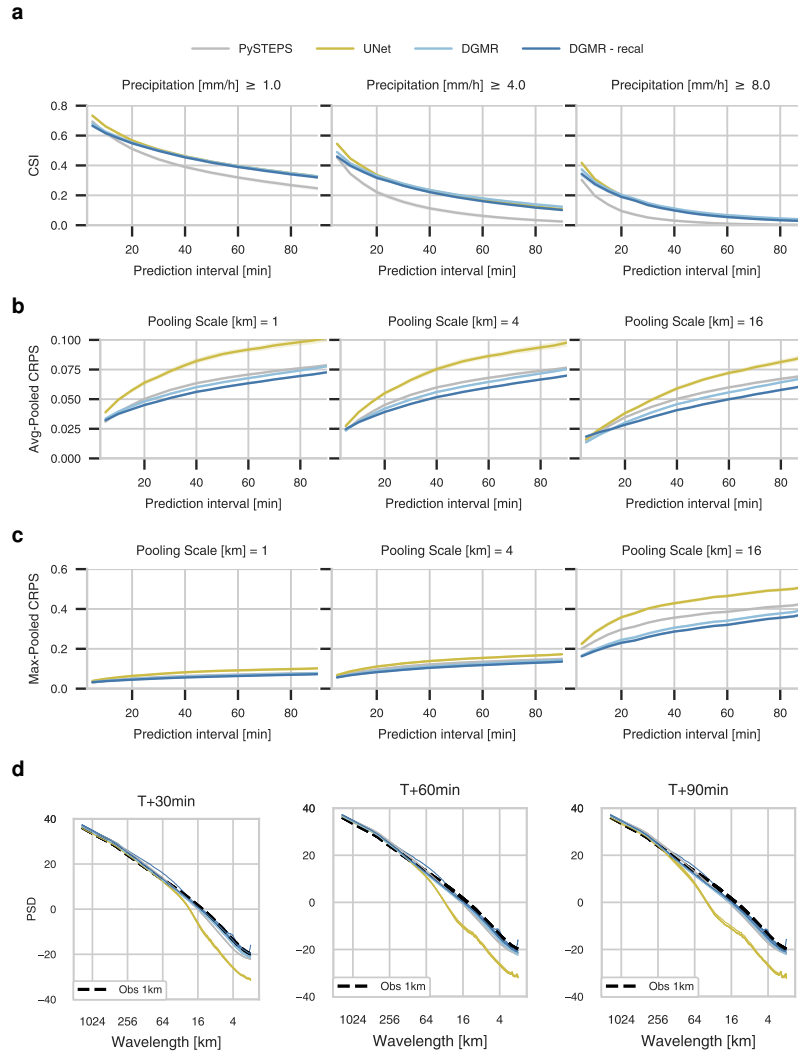 a
PySTEPS UNet DGMR DGMR - recal
Precipitation [mm/h] ≥ 1.0 Precipitation [mm/h] ≥ 4.0 Precipitation [mm/h] ≥ 8.0
CSI
0.8
0.6
0.4
0.2
0.0
20 40 60 80 20 40 60 80 20 40 60 80
Prediction interval [min] Prediction interval [min] Prediction interval [min]
b
Pooling Scale [km] = 1 Pooling Scale [km] = 4 Pooling Scale [km] = 16
Avg-Pooled CRPS
0.100
0.075
0.050
0.025
0.000
20 40 60 80 20 40 60 80 20 40 60 80
Prediction interval [min] Prediction interval [min] Prediction interval [min]
c
Pooling Scale [km] = 1 Pooling Scale [km] = 4 Pooling Scale [km] = 16
Max-Pooled CRPS
0.6
0.4
0.2
0.0
20 40 60 80 20 40 60 80 20 40 60 80
Prediction interval [min] Prediction interval [min] Prediction interval [min]
d
T+30min T+60min T+90min
PSD
40 40 40
20 20 20
0 0 0
−20 −20 −20
−40 −40 −40
Obs 1km Obs 1km Obs 1km
1024 256 64 16 4 1024 256 64 16 4 1024 256 64 16 4
Wavelength [km] Wavelength [km] Wavelength [km]